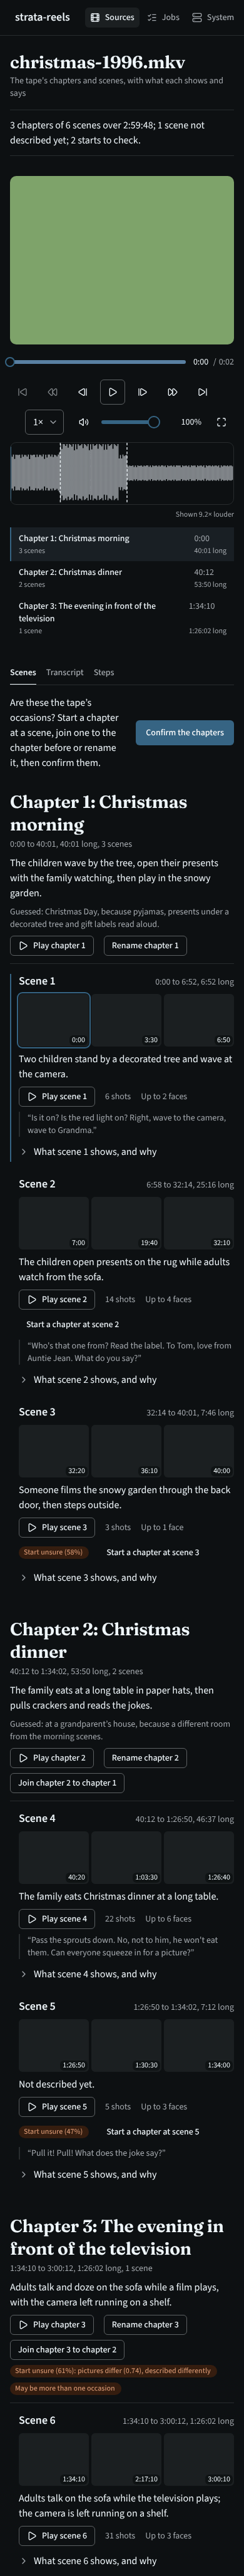 strata-reels Sources Jobs System
christmas-1996.mkv
The tape's chapters and scenes, with what each shows and
says
3 chapters of 6 scenes over 2:59:48; 1 scene not
described yet; 2 starts to check.
0:00 / 0:02
1× 100%
Shown 9.2× louder
Chapter 1: Christmas morning 0:00
3 scenes 40:01 long
Chapter 2: Christmas dinner 40:12
2 scenes 53:50 long
Chapter 3: The evening in front of the 1:34:10
television
1 scene 1:26:02 long
Scenes Transcript Steps
Are these the tape's
occasions? Start a chapter
at a scene, join one to the
chapter before or rename
it, then confirm them.
Confirm the chapters
Chapter 1: Christmas
morning
0:00 to 40:01, 40:01 long, 3 scenes
The children wave by the tree, open their presents
with the family watching, then play in the snowy
garden.
Guessed: Christmas Day, because pyjamas, presents under a
decorated tree and gift labels read aloud.
Play chapter 1 Rename chapter 1
Scene 1 0:00 to 6:52, 6:52 long
0:00 3:30 6:50
Two children stand by a decorated tree and wave at
the camera.
Play scene 1 6 shots Up to 2 faces
“Is it on? Is the red light on? Right, wave to the camera,
wave to Grandma.”
What scene 1 shows, and why
Scene 2 6:58 to 32:14, 25:16 long
7:00 19:40 32:10
The children open presents on the rug while adults
watch from the sofa.
Play scene 2 14 shots Up to 4 faces
Start a chapter at scene 2
“Who's that one from? Read the label. To Tom, love from
Auntie Jean. What do you say?”
What scene 2 shows, and why
Scene 3 32:14 to 40:01, 7:46 long
32:20 36:10 40:00
Someone films the snowy garden through the back
door, then steps outside.
Play scene 3 3 shots Up to 1 face
Start unsure (58%) Start a chapter at scene 3
What scene 3 shows, and why
Chapter 2: Christmas
dinner
40:12 to 1:34:02, 53:50 long, 2 scenes
The family eats at a long table in paper hats, then
pulls crackers and reads the jokes.
Guessed: at a grandparent's house, because a different room
from the morning scenes.
Play chapter 2 Rename chapter 2
Join chapter 2 to chapter 1
Scene 4 40:12 to 1:26:50, 46:37 long
40:20 1:03:30 1:26:40
The family eats Christmas dinner at a long table.
Play scene 4 22 shots Up to 6 faces
“Pass the sprouts down. No, not to him, he won't eat
them. Can everyone squeeze in for a picture?”
What scene 4 shows, and why
Scene 5 1:26:50 to 1:34:02, 7:12 long
1:26:50 1:30:30 1:34:00
Not described yet.
Play scene 5 5 shots Up to 3 faces
Start unsure (47%) Start a chapter at scene 5
“Pull it! Pull! What does the joke say?”
What scene 5 shows, and why
Chapter 3: The evening in
front of the television
1:34:10 to 3:00:12, 1:26:02 long, 1 scene
Adults talk and doze on the sofa while a film plays,
with the camera left running on a shelf.
Play chapter 3 Rename chapter 3
Join chapter 3 to chapter 2
Start unsure (61%): pictures differ (0.74), described differently
May be more than one occasion
Scene 6 1:34:10 to 3:00:12, 1:26:02 long
1:34:10 2:17:10 3:00:10
Adults talk on the sofa while the television plays;
the camera is left running on a shelf.
Play scene 6 31 shots Up to 3 faces
What scene 6 shows, and why